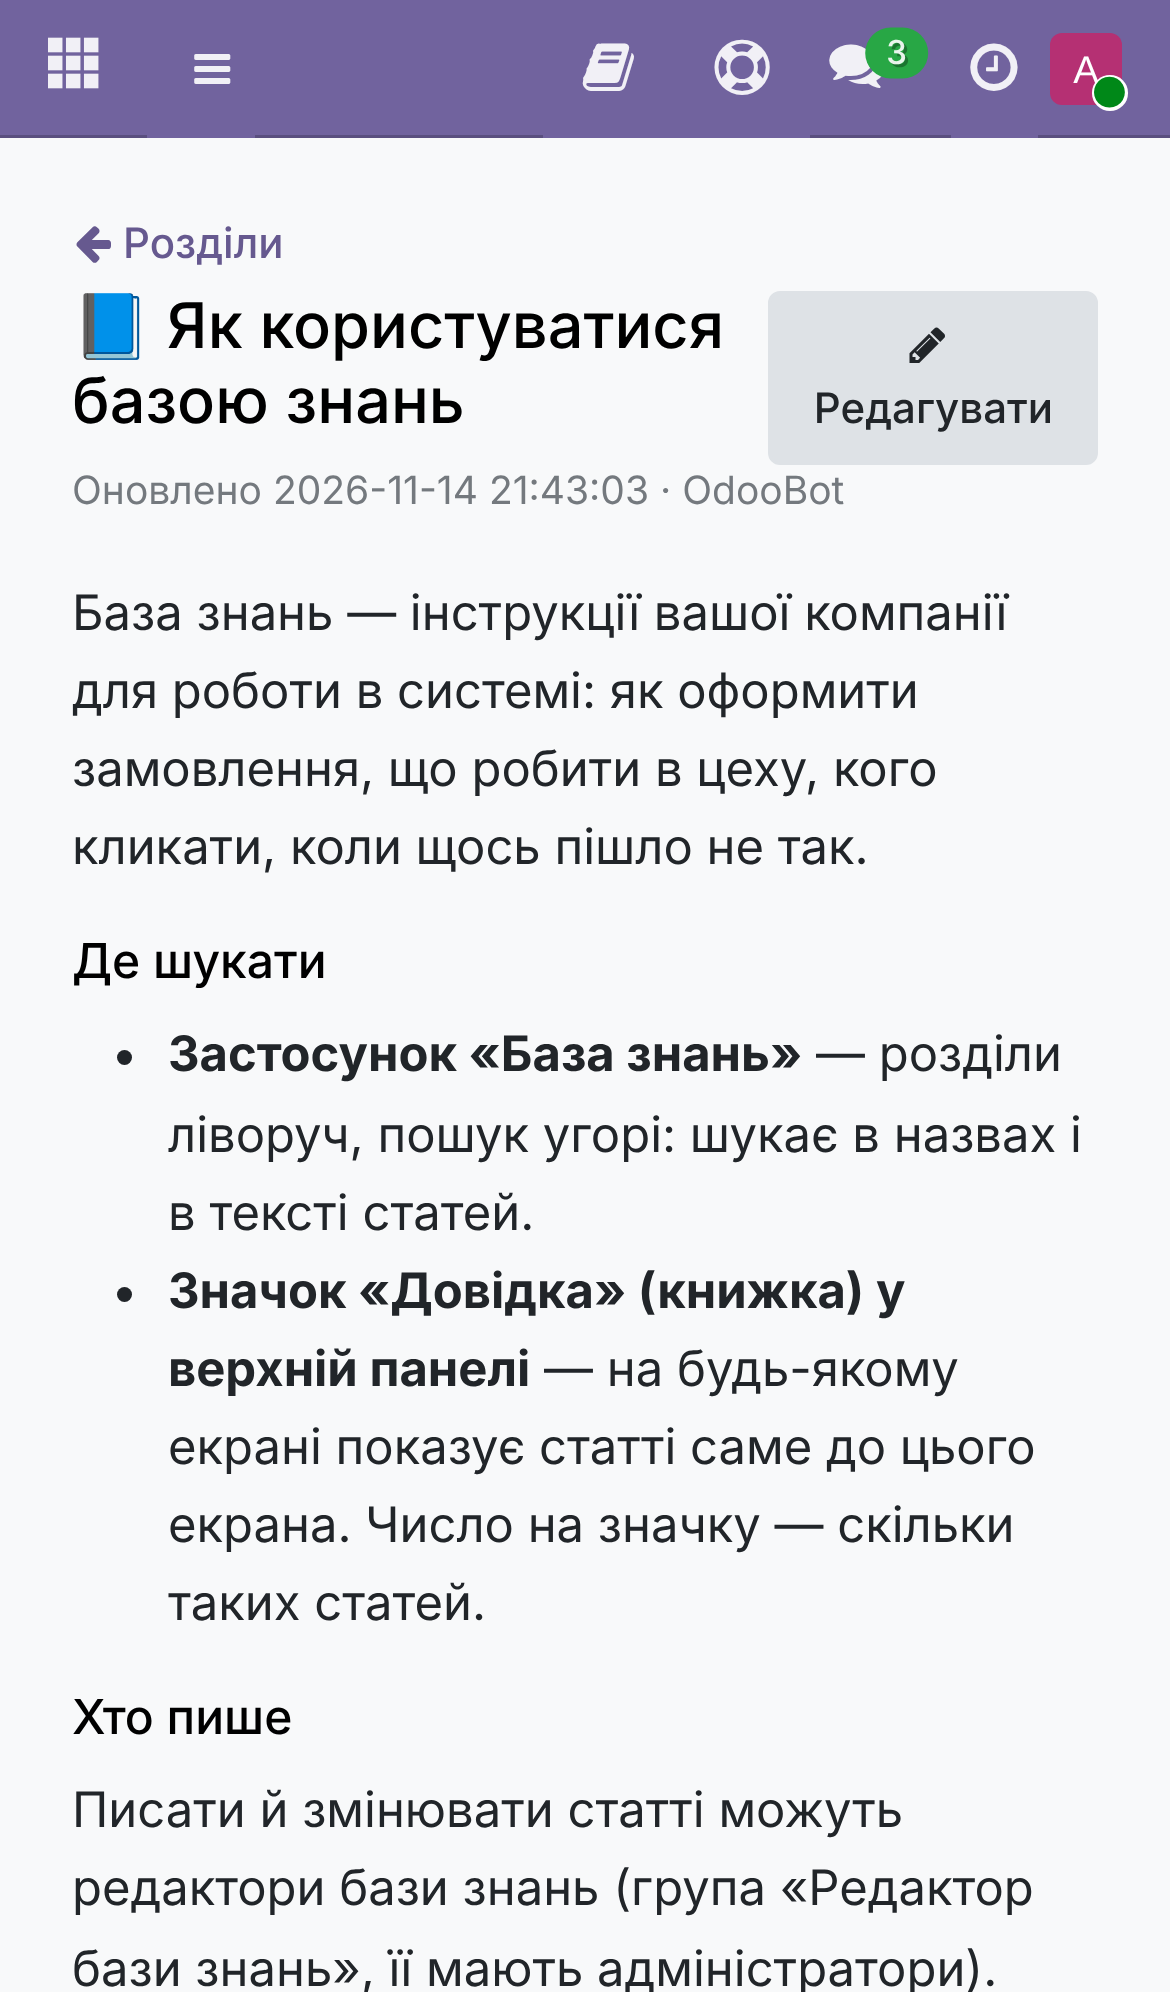 3
A
Розділи
📘 Як користуватися
базою знань
Редагувати
Оновлено 2026-11-14 21:43:03 · OdooBot
База знань — інструкції вашої компанії
для роботи в системі: як оформити
замовлення, що робити в цеху, кого
кликати, коли щось пішло не так.
Де шукати
• Застосунок «База знань» — розділи
ліворуч, пошук угорі: шукає в назвах і
в тексті статей.
• Значок «Довідка» (книжка) у
верхній панелі — на будь-якому
екрані показує статті саме до цього
екрана. Число на значку — скільки
таких статей.
Хто пише
Писати й змінювати статті можуть
редактори бази знань (група «Редактор
бази знань», її мають адміністратори).